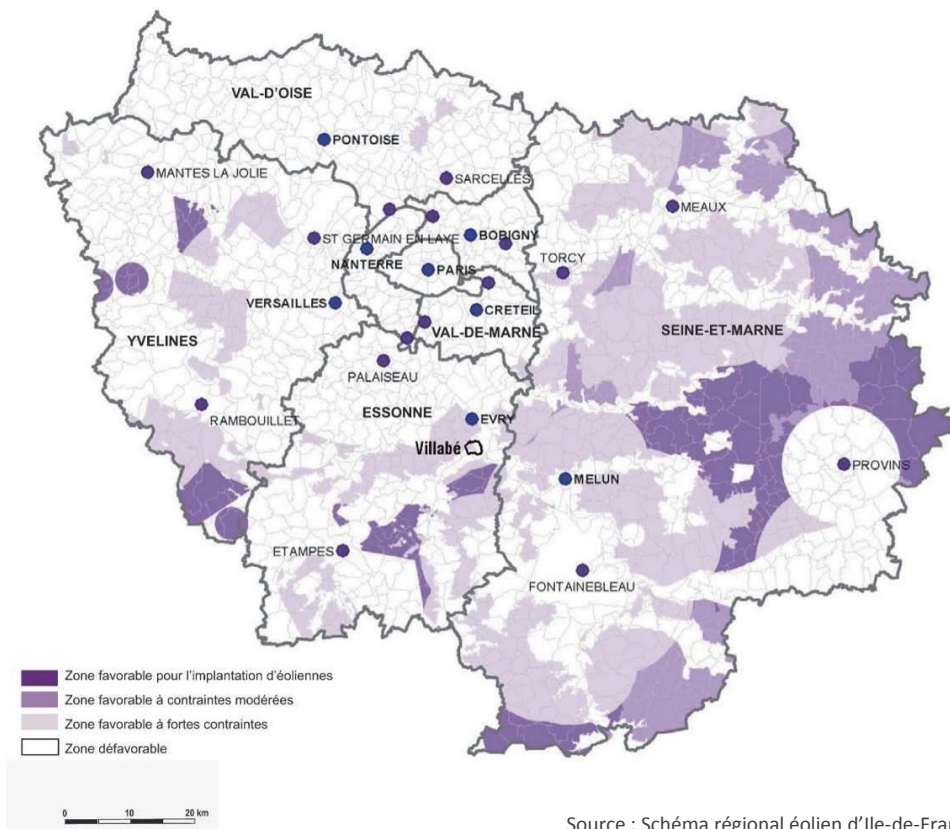 VAL-D'OISE
PONTOISE
MANTES LA JOLIE
SARCELLES
MEAUX
ST GERMAIN EN LAYE
BOBIGNY
NANTERRE
PARIS
TORCY
VERSAILLES
CRETEIL
VAL-DE-MARNE
SEINE-ET-MARNE
YVELINES
PALAISEAU
RAMBOUILLET
ESSONNE
EVRY
Villabé
PROVINS
MELUN
ETAMPES
FONTAINEBLEAU
Zone favorable pour l'implantation d'éoliennes
Zone favorable à contraintes modérées
Zone favorable à fortes contraintes
Zone défavorable
0 10 20 km
Source : Schéma régional éolien d'Ile-de-Fran